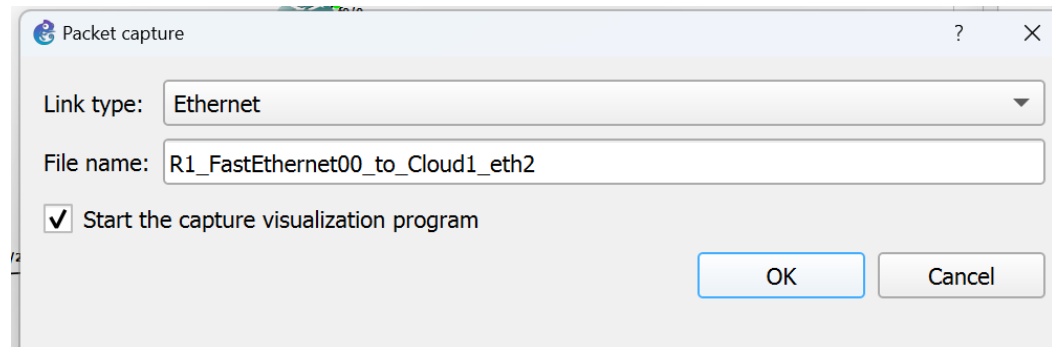 Packet capture
?
Link type: Ethernet
File name: R1_FastEthernet00_to_Cloud1_eth2
Start the capture visualization program
OK Cancel